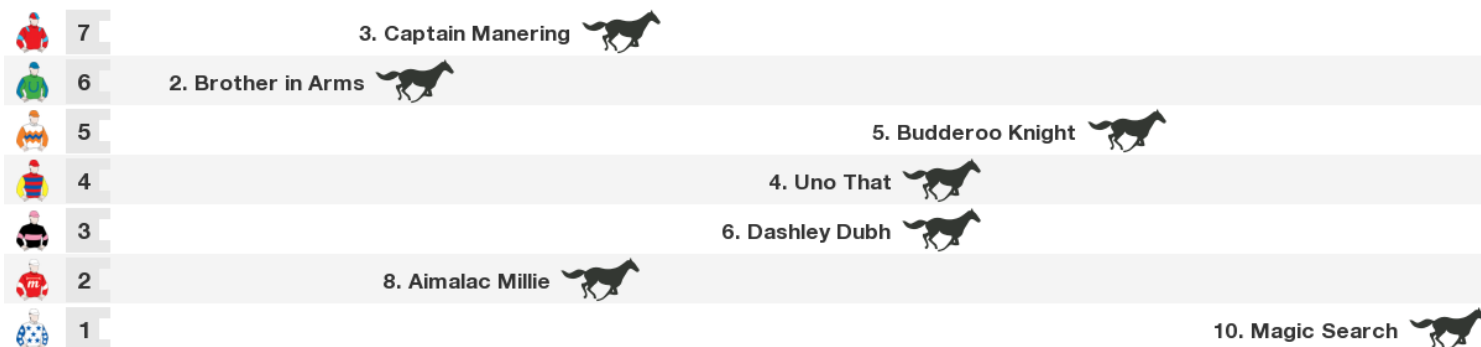 7 3. Captain Manering
6 2. Brother in Arms
5 5. Budderoo Knight
4 4. Uno That
3 6. Dashley Dubh
2 8. Aimalac Millie
1 10. Magic Search